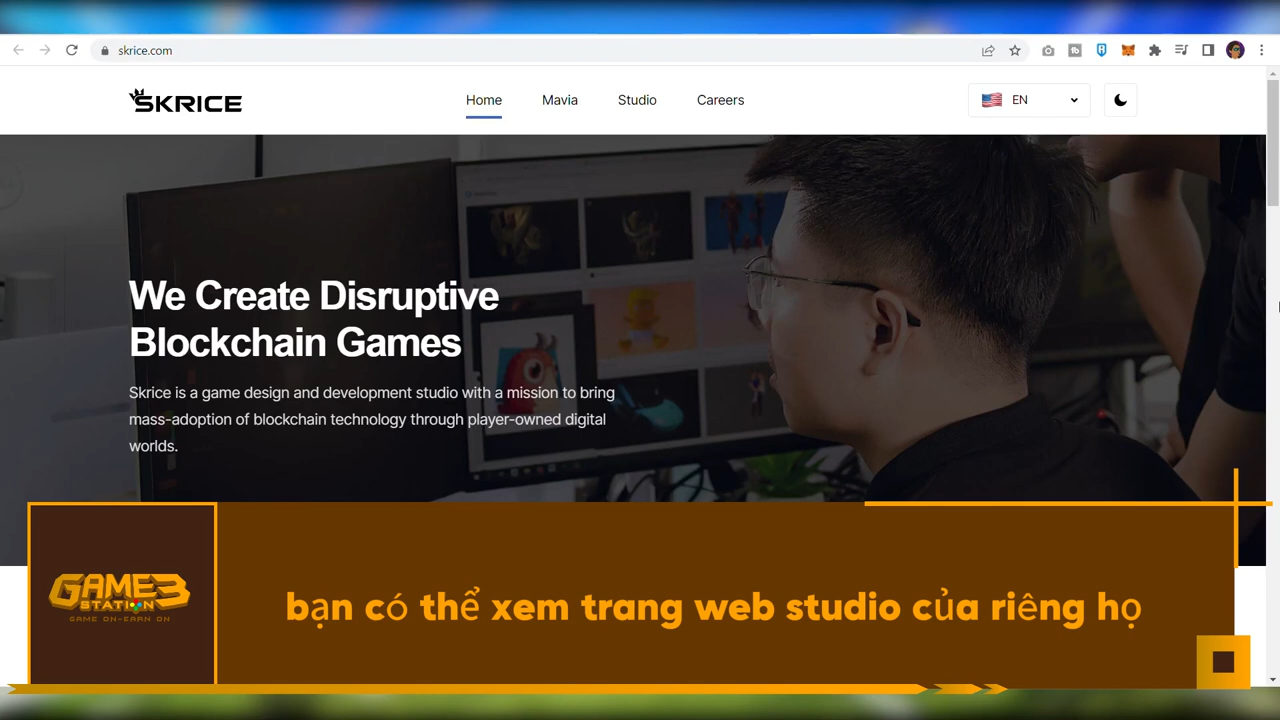 skrice.com
SKRICE
Home
Mavia
Studio
Careers
EN
We Create Disruptive
Blockchain Games
Skrice is a game design and development studio with a mission to bring
mass-adoption of blockchain technology through player-owned digital
worlds.
GAME3
STATION
GAME ON-EARN ON
bạn có thể xem trang web studio của riêng họ